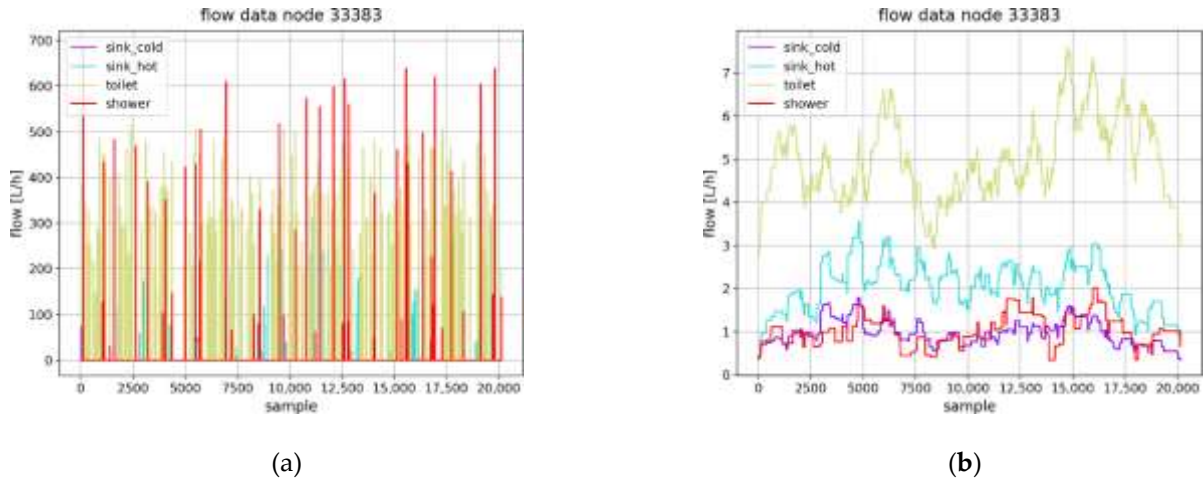 flow data node 33383
flow data node 33383
700
600
500
400
300
200
100
0
flow [L/h]
sink_cold
sink_hot
toilet
shower
0 2500 5000 7500 10,000 12,500 15,000 17,500 20,000
sample
7
6
5
4
3
2
1
0
flow [L/h]
sink_cold
sink_hot
toilet
shower
0 2500 5000 7500 10,000 12,500 15,000 17,500 20,000
sample
(a)
(b)